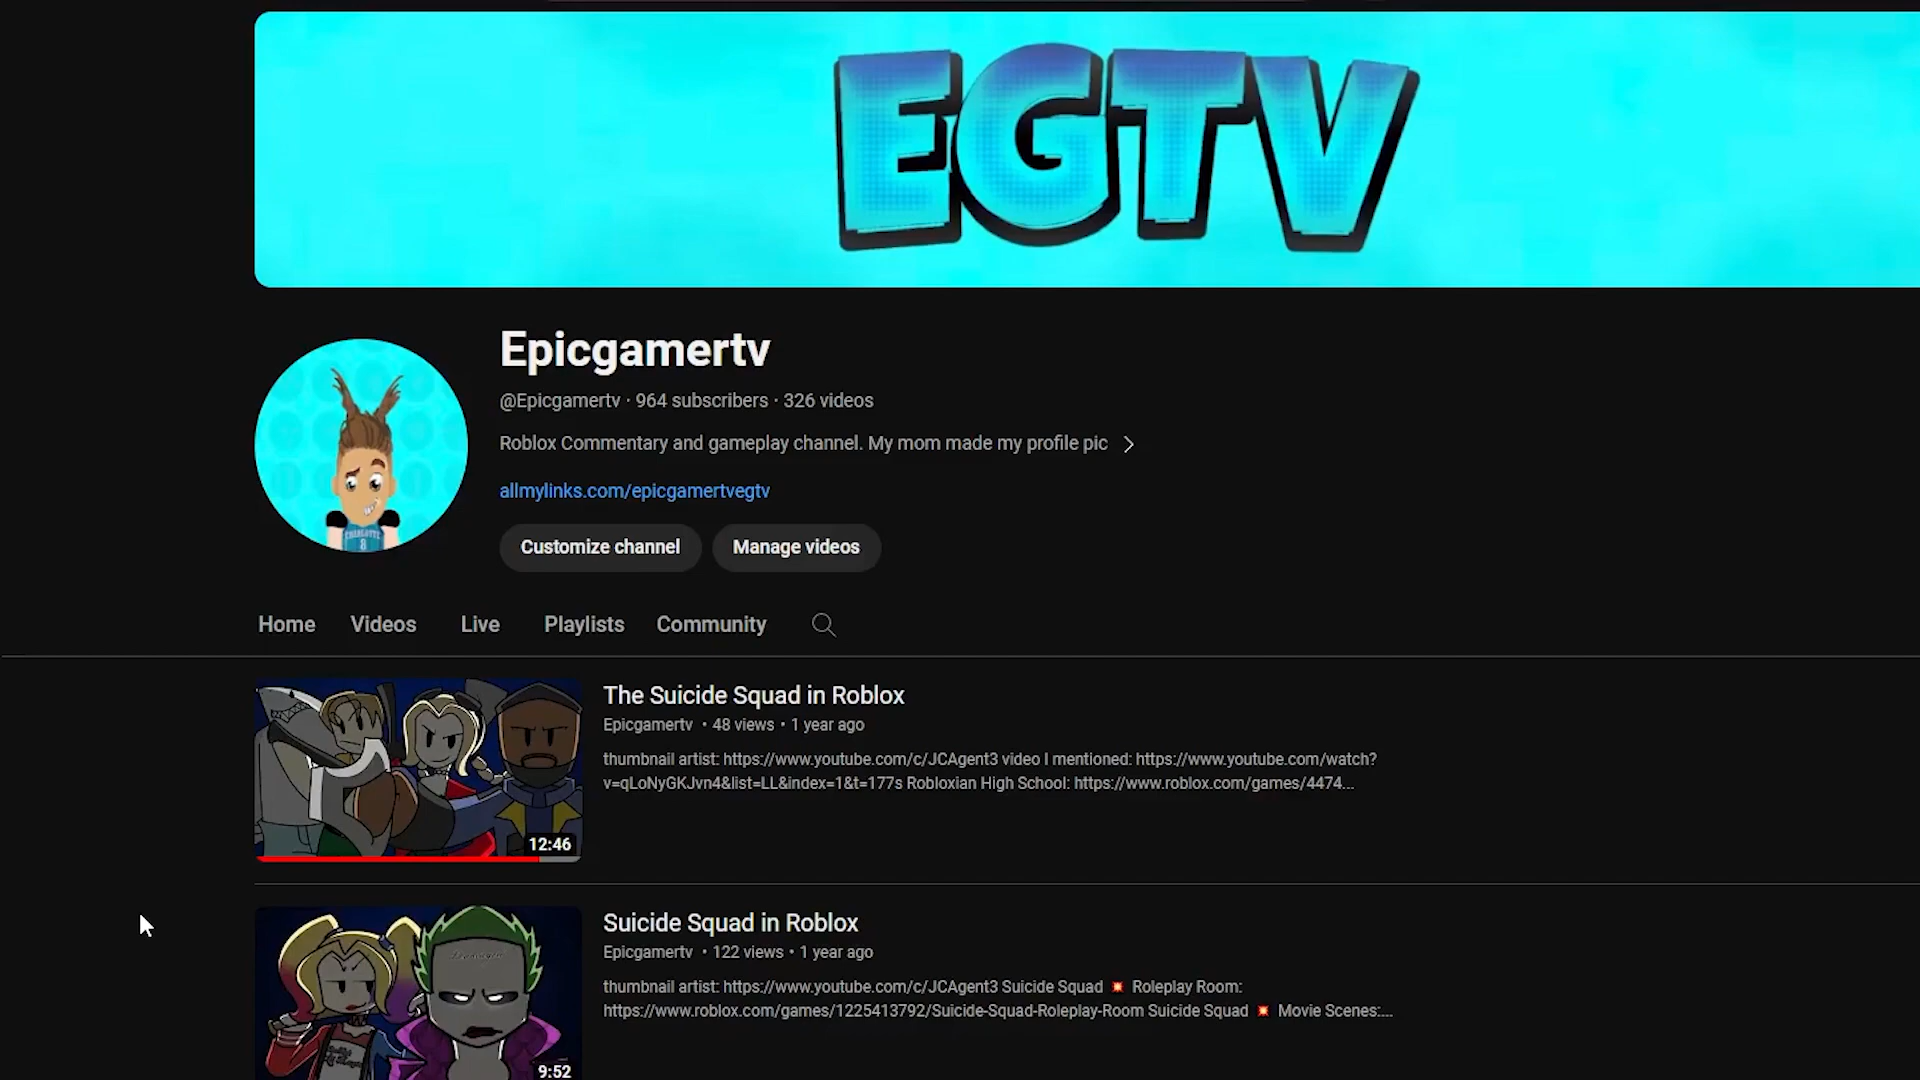 EGTV
Epicgamertv
@Epicgamertv · 964 subscribers · 326 videos
Roblox Commentary and gameplay channel. My mom made my profile pic
allmylinks.com/epicgamertvegtv
CHARLOTTE
8
Customize channel Manage videos
Home Videos Live Playlists Community
The Suicide Squad in Roblox
Epicgamertv • 48 views • 1 year ago
thumbnail artist: https://www.youtube.com/c/JCAgent3 video I mentioned: https://www.youtube.com/watch?
v=qLoNyGKJvn4&list=LL&index=1&t=177s Robloxian High School: https://www.roblox.com/games/4474...
12:46
Suicide Squad in Roblox
Epicgamertv • 122 views • 1 year ago
thumbnail artist: https://www.youtube.com/c/JCAgent3 Suicide Squad 💥 Roleplay Room:
https://www.roblox.com/games/1225413792/Suicide-Squad-Roleplay-Room Suicide Squad 💥 Movie Scenes:...
9:52